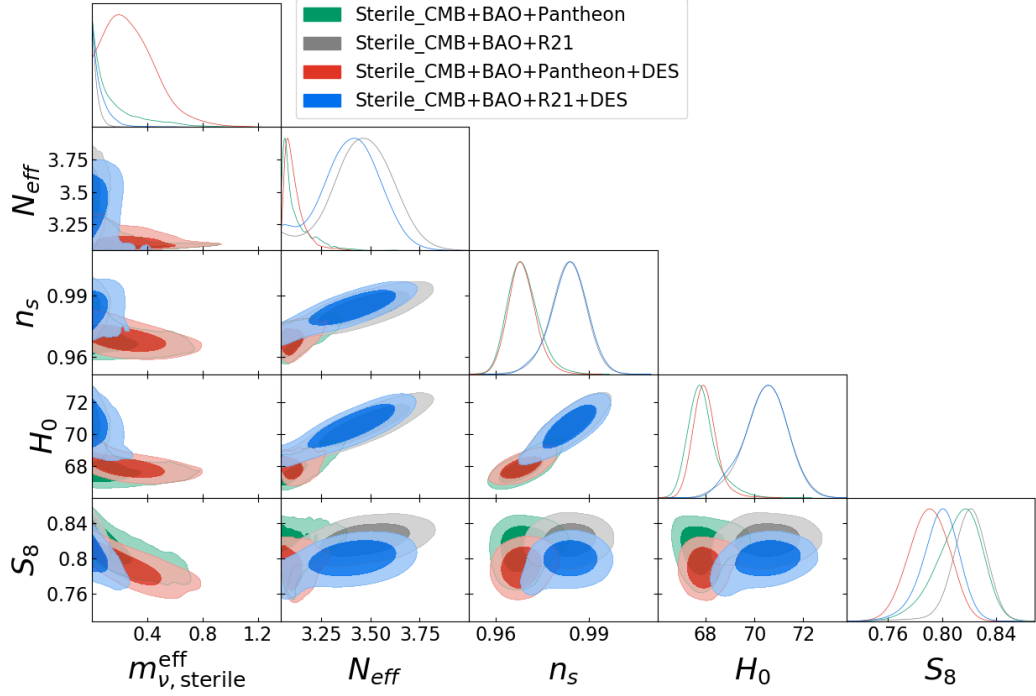 Sterile_CMB+BAO+Pantheon
Sterile_CMB+BAO+R21
Sterile_CMB+BAO+Pantheon+DES
Sterile_CMB+BAO+R21+DES
3.75
3.5
3.25
N_eff
0.99
0.96
n_s
72
70
68
H_0
0.84
0.8
0.76
S_8
0.4 0.8 1.2
3.25 3.50 3.75
0.96 0.99
68 70 72
0.76 0.80 0.84
m^eff_ν, sterile
N_eff
n_s
H_0
S_8